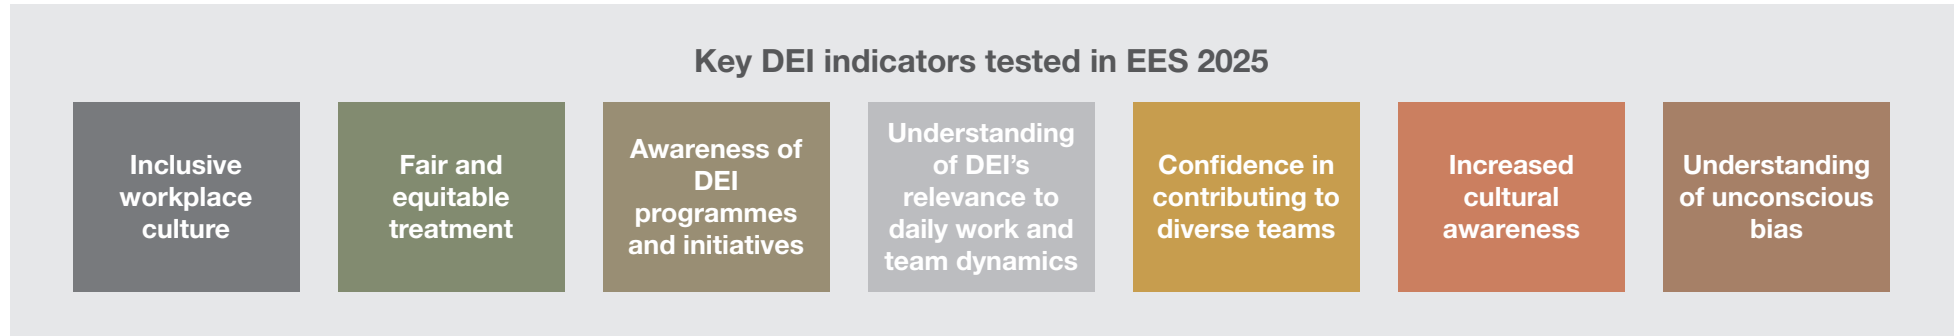 Key DEI indicators tested in EES 2025
Inclusive
workplace
culture
Fair and
equitable
treatment
Awareness of
DEI
programmes
and initiatives
Understanding
of DEI’s
relevance to
daily work and
team dynamics
Confidence in
contributing to
diverse teams
Increased
cultural
awareness
Understanding
of unconscious
bias